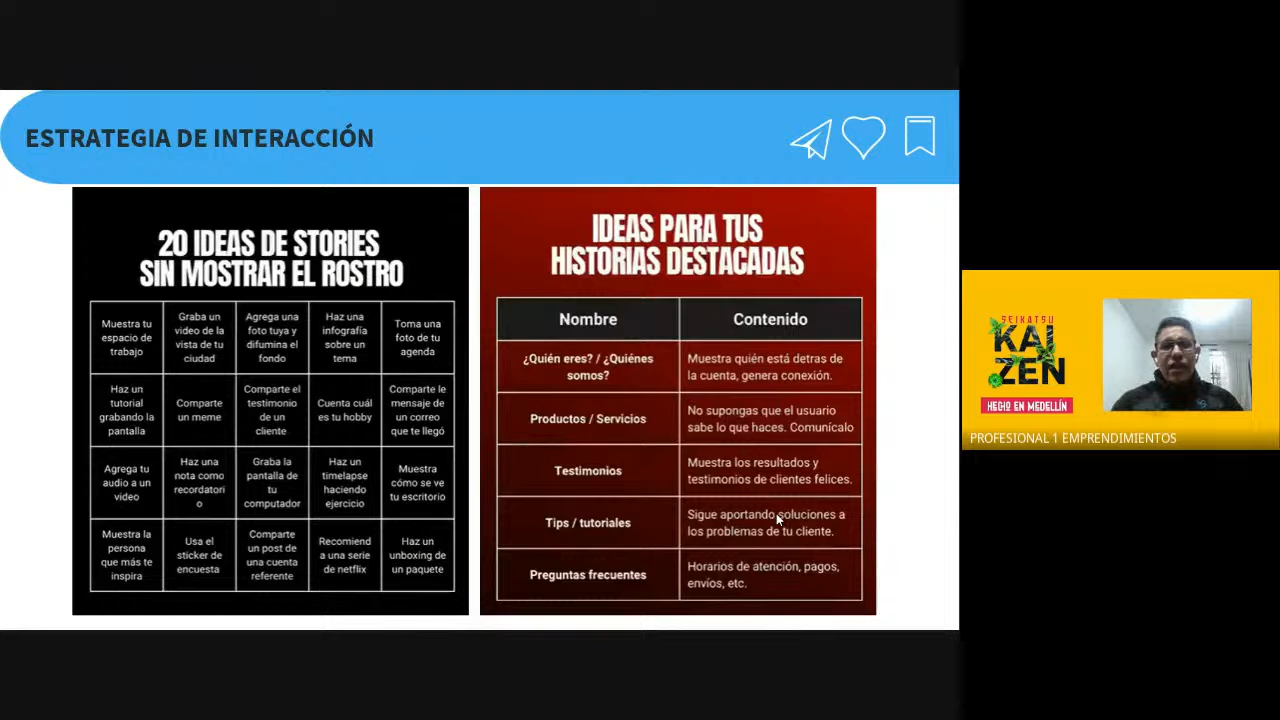 ESTRATEGIA DE INTERACCIÓN
20 IDEAS DE STORIES
SIN MOSTRAR EL ROSTRO
Muestra tu
espacio de
trabajo
Graba un
video de la
vista de tu
ciudad
Agrega una
foto tuya y
difumina el
fondo
Haz una
infografía
sobre un
tema
Toma una
foto de tu
agenda
Haz un
tutorial
grabando la
pantalla
Comparte
un meme
Comparte el
testimonio
de un
cliente
Cuenta cuál
es tu hobby
Comparte le
mensaje de
un correo
que te llegó
Agrega tu
audio a un
video
Haz una
nota como
recordatori
o
Graba la
pantalla de
tu
computador
Haz un
timelapse
haciendo
ejercicio
Muestra
cómo se ve
tu escritorio
Muestra la
persona
que más te
inspira
Usa el
sticker de
encuesta
Comparte
un post de
una cuenta
referente
Recomiend
a una serie
de netflix
Haz un
unboxing de
un paquete
IDEAS PARA TUS
HISTORIAS DESTACADAS
Nombre
Contenido
¿Quién eres? / ¿Quiénes
somos?
Muestra quién está detras de
la cuenta, genera conexión.
Productos / Servicios
No supongas que el usuario
sabe lo que haces. Comunícalo
Testimonios
Muestra los resultados y
testimonios de clientes felices.
Tips / tutoriales
Sigue aportando soluciones a
los problemas de tu cliente.
Preguntas frecuentes
Horarios de atención, pagos,
envíos, etc.
SEIKATSU
KAI
ZEN
HECHO EN MEDELLÍN
PROFESIONAL 1 EMPRENDIMIENTOS